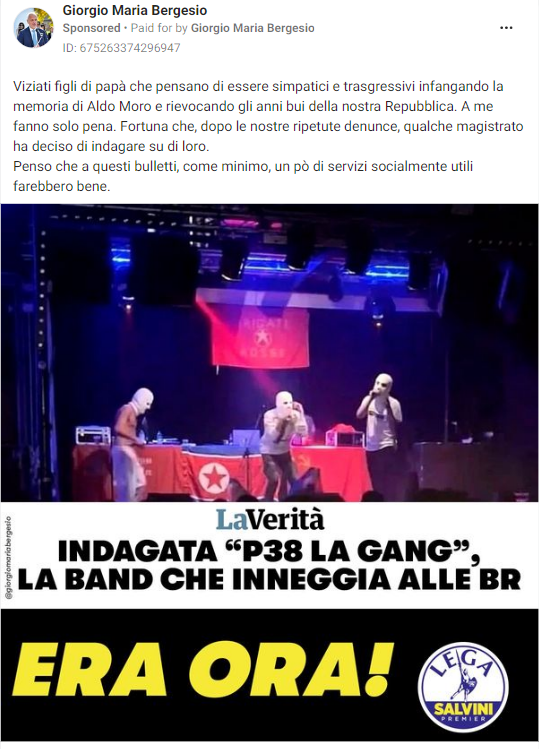 Giorgio Maria Bergesio
Sponsored • Paid for by Giorgio Maria Bergesio
ID: 675263374296947
Viziati figli di papà che pensano di essere simpatici e trasgressivi infangando la
memoria di Aldo Moro e rievocando gli anni bui della nostra Repubblica. A me
fanno solo pena. Fortuna che, dopo le nostre ripetute denunce, qualche magistrato
ha deciso di indagare su di loro.
Penso che a questi bulletti, come minimo, un pò di servizi socialmente utili
farebbero bene.
BRIGATE
ROSSE
@giorgiomariabergesio
LaVerità
INDAGATA “P38 LA GANG”,
LA BAND CHE INNEGGIA ALLE BR
ERA ORA!
LEGA
SALVINI
PREMIER